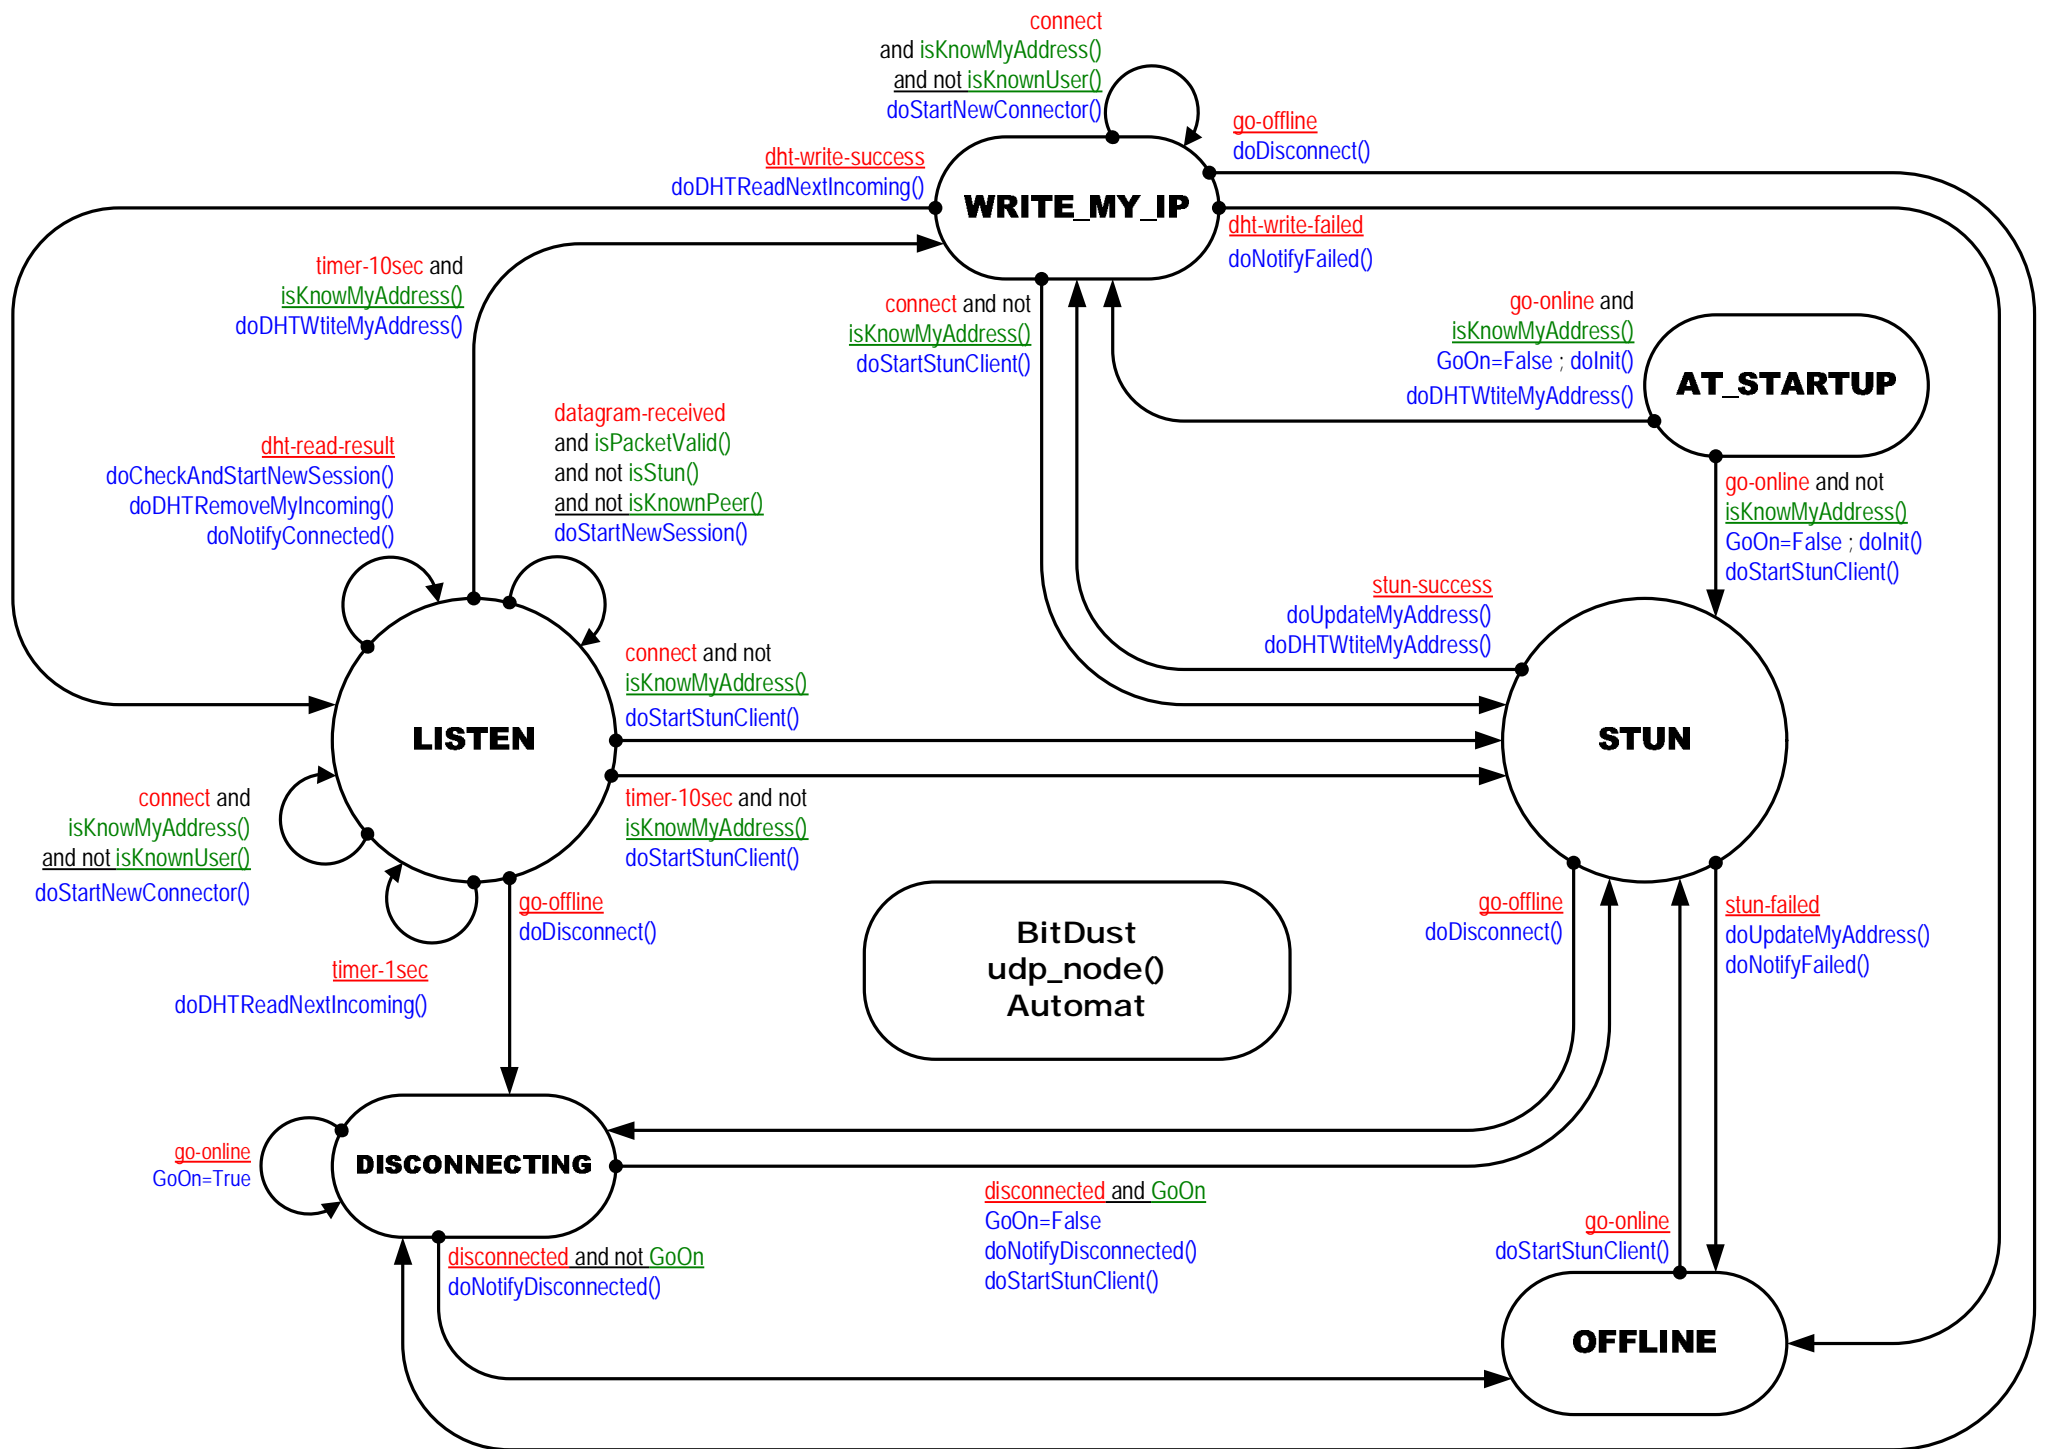 connect
and isKnowMyAddress()
and not isKnownUser()
doStartNewConnector()
go-offline
doDisconnect()
dht-write-success
doDHTReadNextIncoming()
WRITE_MY_IP
dht-write-failed
doNotifyFailed()
timer-10sec and
isKnowMyAddress()
doDHTWtiteMyAddress()
connect and not
isKnowMyAddress()
doStartStunClient()
go-online and
isKnowMyAddress()
GoOn=False ; doInit()
doDHTWtiteMyAddress()
AT_STARTUP
dht-read-result
doCheckAndStartNewSession()
doDHTRemoveMyIncoming()
doNotifyConnected()
datagram-received
and isPacketValid()
and not isStun()
and not isKnownPeer()
doStartNewSession()
go-online and not
isKnowMyAddress()
GoOn=False ; doInit()
doStartStunClient()
stun-success
doUpdateMyAddress()
doDHTWtiteMyAddress()
connect and not
isKnowMyAddress()
doStartStunClient()
LISTEN
STUN
connect and
isKnowMyAddress()
and not isKnownUser()
doStartNewConnector()
timer-10sec and not
isKnowMyAddress()
doStartStunClient()
go-offline
doDisconnect()
timer-1sec
doDHTReadNextIncoming()
BitDust
udp_node()
Automat
go-offline
doDisconnect()
stun-failed
doUpdateMyAddress()
doNotifyFailed()
go-online
GoOn=True
DISCONNECTING
disconnected and GoOn
GoOn=False
doNotifyDisconnected()
doStartStunClient()
go-online
doStartStunClient()
disconnected and not GoOn
doNotifyDisconnected()
OFFLINE